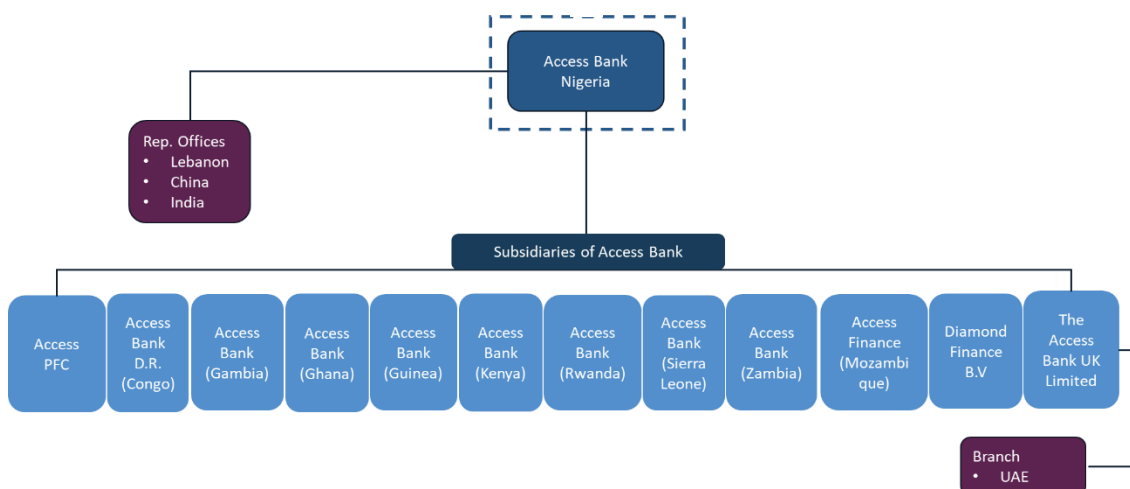 Access Bank
Nigeria
Rep. Offices
• Lebanon
• China
• India
Subsidiaries of Access Bank
Access
PFC
Access
Bank
D.R.
(Congo)
Access
Bank
(Gambia)
Access
Bank
(Ghana)
Access
Bank
(Guinea)
Access
Bank
(Kenya)
Access
Bank
(Rwanda)
Access
Bank
(Sierra
Leone)
Access
Bank
(Zambia)
Access
Finance
(Mozambi
que)
Diamond
Finance
B.V
The
Access
Bank UK
Limited
Branch
• UAE